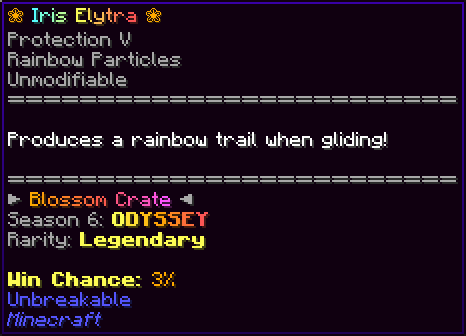 ❀ Iris Elytra ❀
Protection V
Rainbow Particles
Unmodifiable
==============================
Produces a rainbow trail when gliding!
==============================
► Blossom Crate ◄
Season 6: ODYSSEY
Rarity: Legendary
Win Chance: 3%
Unbreakable
Minecraft